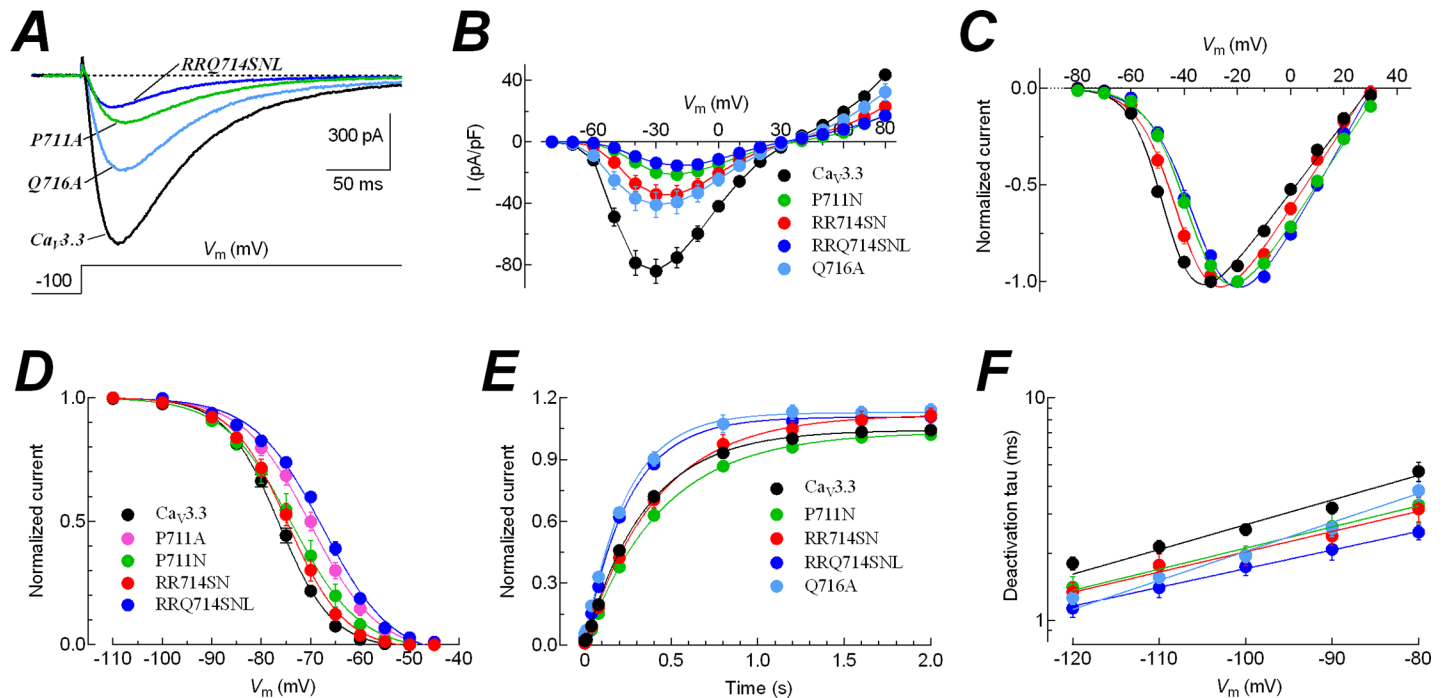 A
RRQ714SNL
P711A
Q716A
CaV3.3
300 pA
50 ms
Vm (mV)
-100
B
Vm (mV)
I (pA/pF)
40
0
-40
-80
-60 -30 0 20 40 60 80
CaV3.3
P711N
RR714SN
RRQ714SNL
Q716A
C
Vm (mV)
-80 -60 -40 -20 0 20 40
Normalized current
0.0
-0.5
-1.0
D
Normalized current
1.0
0.5
0.0
CaV3.3
P711A
P711N
RR714SN
RRQ714SNL
-110 -100 -90 -80 -70 -60 -50 -40
Vm (mV)
E
Normalized current
1.2
0.9
0.6
0.3
0.0
CaV3.3
P711N
RR714SN
RRQ714SNL
Q716A
0 0.5 1.0 1.5 2.0
Time (s)
F
Deactivation tau (ms)
10
1
-120 -110 -100 -90 -80
Vm (mV)